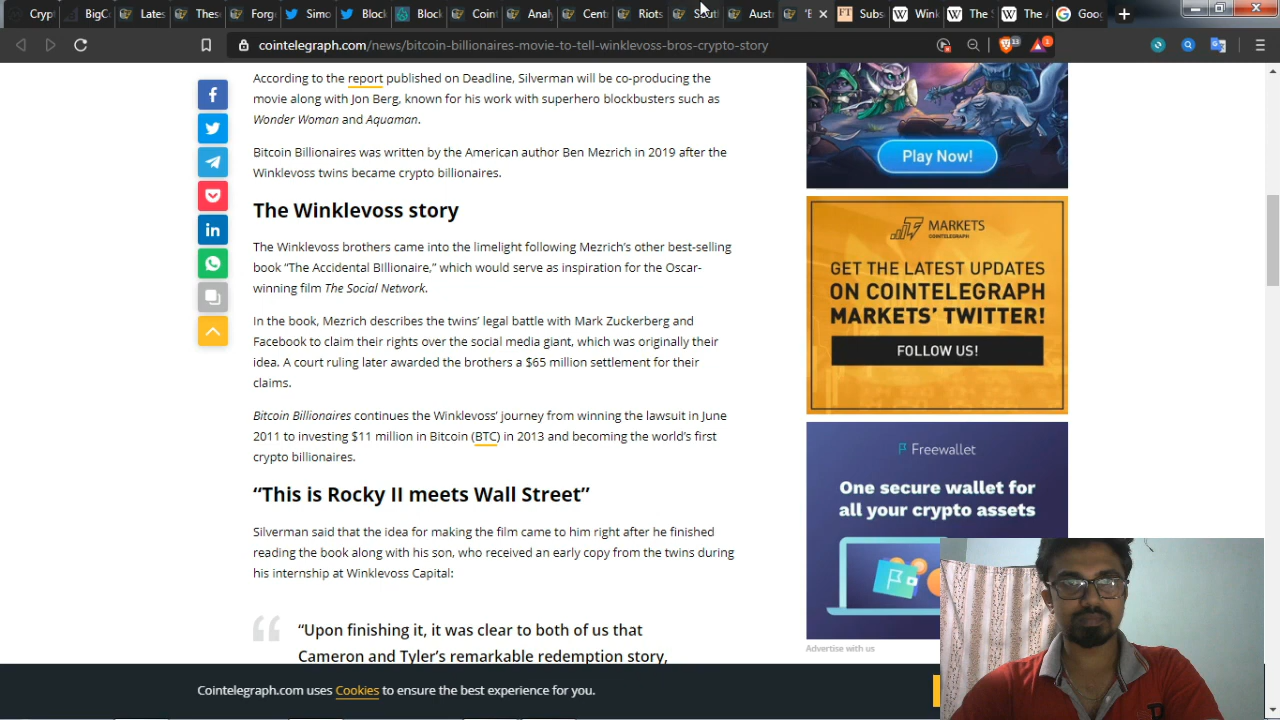 Cryp
BigCo
Lates
Thes
Forg
Simo
Bloc
Bloc
Coin
Anal
Cent
Riots
South
Aust
'B
Subs
Wink
The S
The A
Goog
cointelegraph.com/news/bitcoin-billionaires-movie-to-tell-winklevoss-bros-crypto-story
13
1
According to the report published on Deadline, Silverman will be co-producing the
movie along with Jon Berg, known for his work with superhero blockbusters such as
Wonder Woman and Aquaman.
Bitcoin Billionaires was written by the American author Ben Mezrich in 2019 after the
Winklevoss twins became crypto billionaires.
The Winklevoss story
The Winklevoss brothers came into the limelight following Mezrich's other best-selling
book “The Accidental BIllionaire,” which would serve as inspiration for the Oscar-
winning film The Social Network.
In the book, Mezrich describes the twins’ legal battle with Mark Zuckerberg and
Facebook to claim their rights over the social media giant, which was originally their
idea. A court ruling later awarded the brothers a $65 million settlement for their
claims.
Bitcoin Billionaires continues the Winklevoss’ journey from winning the lawsuit in June
2011 to investing $11 million in Bitcoin (BTC) in 2013 and becoming the world’s first
crypto billionaires.
“This is Rocky II meets Wall Street”
Silverman said that the idea for making the film came to him right after he finished
reading the book along with his son, who received an early copy from the twins during
his internship at Winklevoss Capital:
“Upon finishing it, it was clear to both of us that
Cameron and Tyler’s remarkable redemption story,
Play Now!
MARKETS
COINTELEGRAPH
GET THE LATEST UPDATES
ON COINTELEGRAPH
MARKETS’ TWITTER!
FOLLOW US!
Freewallet
One secure wallet for
all your crypto assets
Advertise with us
Cointelegraph.com uses Cookies to ensure the best experience for you.